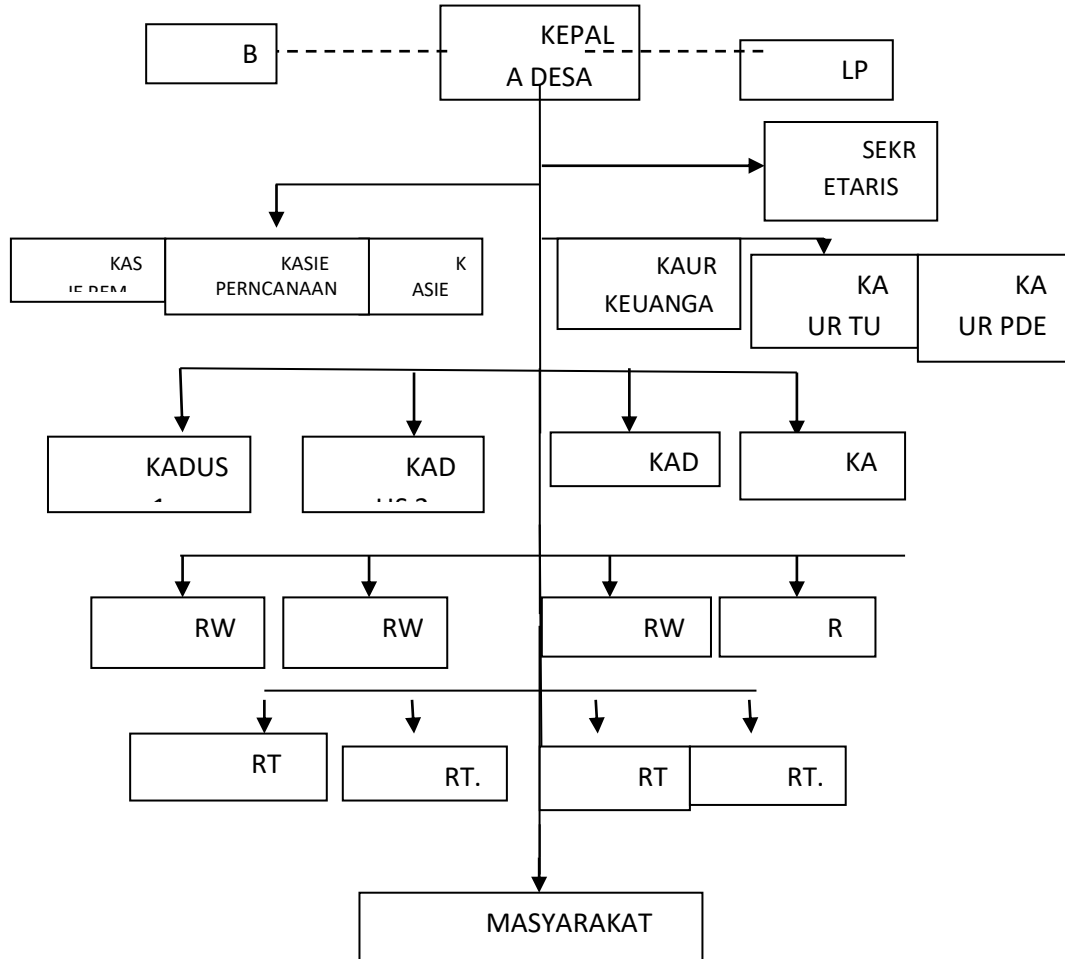 KEPAL
A DESA
B
LP
SEKR
ETARIS
KAS
KASIE
PERNCANAAN
K
ASIE
KAUR
KEUANGA
KA
UR TU
KA
UR PDE
KADUS
KAD
KAD
KA
RW
RW
RW
R
RT
RT.
RT
RT.
MASYARAKAT